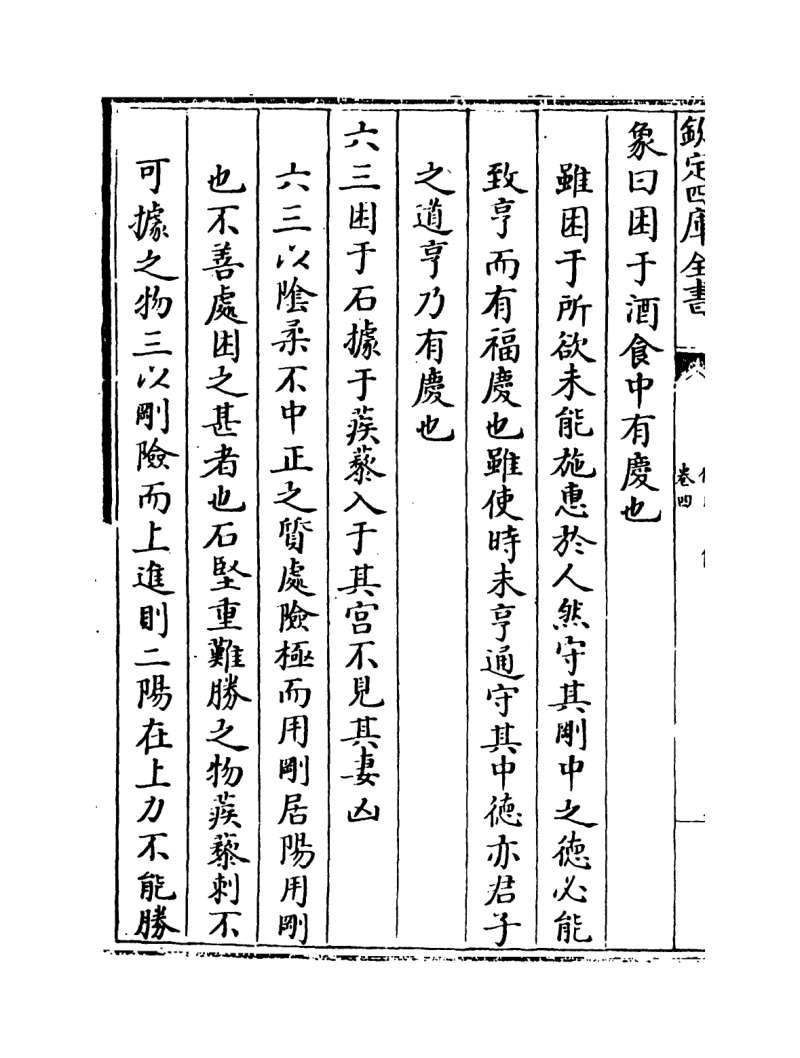 欽定四庫全書
卷四
象曰困于酒食中有慶也
雖困于所欲未能施惠於人然守其剛中之德必能
致亨而有福慶也雖使時未亨通守其中德亦君子
之道亨乃有慶也
六三困于石據于蒺藜入于其宮不見其妻凶
六三以陰柔不中正之質處險極而用剛居陽用剛
也不善處困之甚者也石堅重難勝之物蒺藜刺不
可據之物三以剛險而上進則二陽在上力不能勝